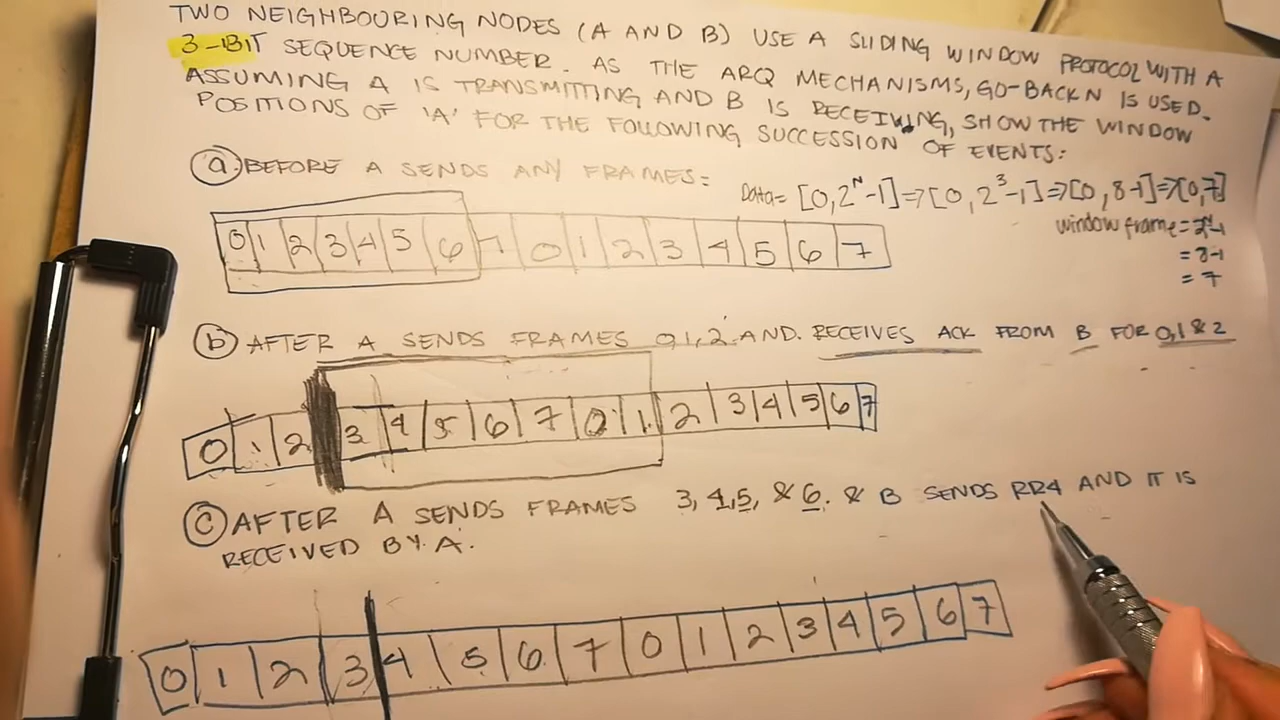 TWO NEIGHBOURING NODES (A AND B) USE A SLIDING WINDOW PROTOCOL WITH A
3-BIT SEQUENCE NUMBER. AS THE ARQ MECHANISMS, GO-BACK N IS USED.
ASSUMING A IS TRANSMITTING AND B IS RECEIVING, SHOW THE WINDOW
POSITIONS OF 'A' FOR THE FOLLOWING SUCCESSION OF EVENTS:
(a) BEFORE A SENDS ANY FRAMES:
Data = [0, 2^N-1] => [0, 2^3-1] => [0, 8-1] => [0, 7]
window frame =
= 8-1
= 7
0 1 2 3 4 5 6 7 0 1 2 3 4 5 6 7
(b) AFTER A SENDS FRAMES 0,1,2 AND. RECEIVES ACK FROM B FOR 0,1 & 2
0 1 2 3 4 5 6 7 0 1 2 3 4 5 6 7
(c) AFTER A SENDS FRAMES 3, 4, 5, & 6. & B SENDS RR4 AND IT IS
RECEIVED BY A.
0 1 2 3 4 5 6 7 0 1 2 3 4 5 6 7